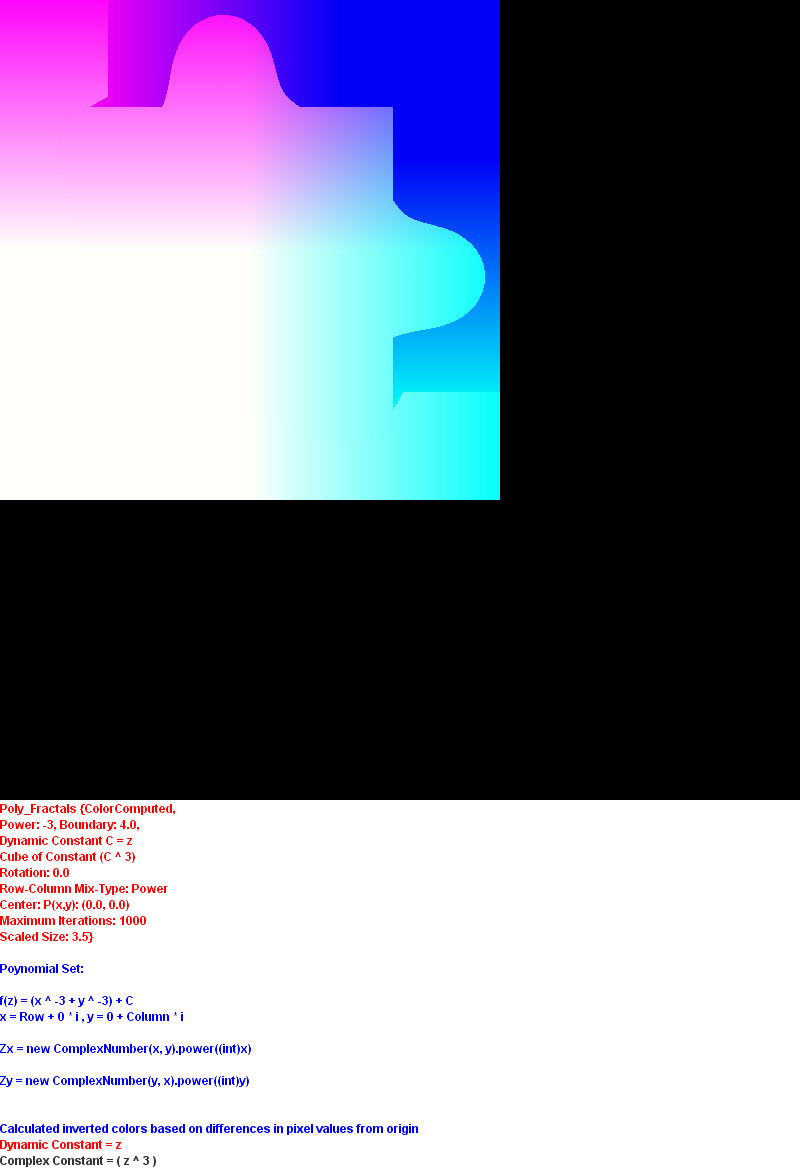 Poly_Fractals {ColorComputed,
Power: -3, Boundary: 4.0,
Dynamic Constant C = z
Cube of Constant (C ^ 3)
Rotation: 0.0
Row-Column Mix-Type: Power
Center: P(x,y): (0.0, 0.0)
Maximum Iterations: 1000
Scaled Size: 3.5}
Poynomial Set:
f(z) = (x ^ -3 + y ^ -3) + C
x = Row + 0 * i , y = 0 + Column * i
Zx = new ComplexNumber(x, y).power((int)x)
Zy = new ComplexNumber(y, x).power((int)y)
Calculated inverted colors based on differences in pixel values from origin
Dynamic Constant = z
Complex Constant = ( z ^ 3 )